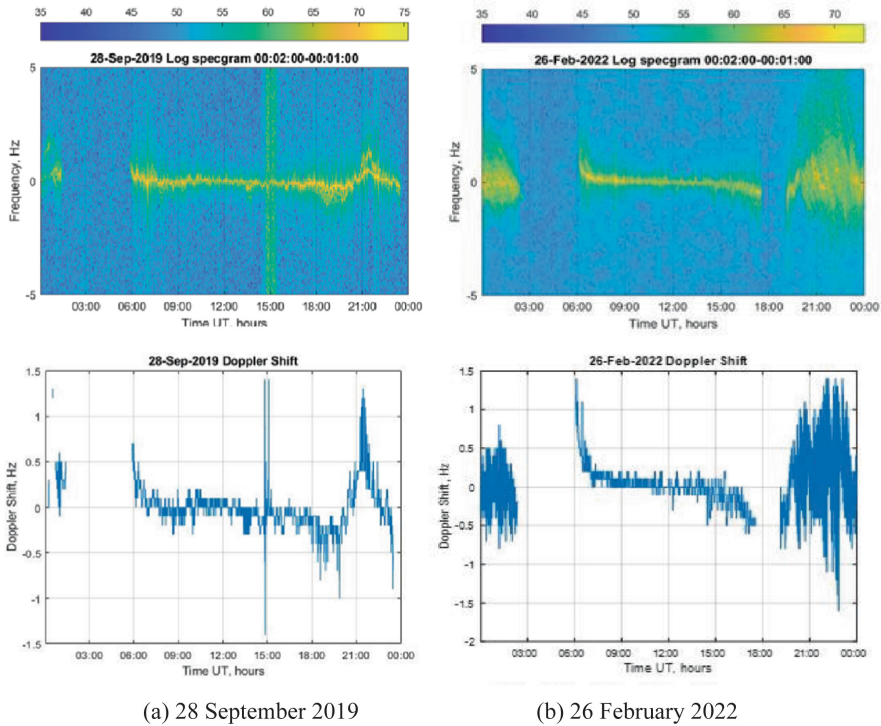 35 40 45 50 55 60 65 70 75
28-Sep-2019 Log specgram 00:02:00-00:01:00
5
0
-5
Frequency, Hz
03:00 06:00 09:00 12:00 15:00 18:00 21:00 00:00
Time UT, hours
35 40 45 50 55 60 65 70
26-Feb-2022 Log specgram 00:02:00-00:01:00
5
0
-5
Frequency, Hz
03:00 06:00 09:00 12:00 15:00 18:00 21:00 00:00
Time UT, hours
28-Sep-2019 Doppler Shift
1.5
1
0.5
0
-0.5
-1
-1.5
Doppler Shift, Hz
03:00 06:00 09:00 12:00 15:00 18:00 21:00 00:00
Time UT, hours
26-Feb-2022 Doppler Shift
1.5
1
0.5
0
-0.5
-1
-1.5
-2
Doppler Shift, Hz
03:00 06:00 09:00 12:00 15:00 18:00 21:00 00:00
Time UT, hours
(a) 28 September 2019
(b) 26 February 2022